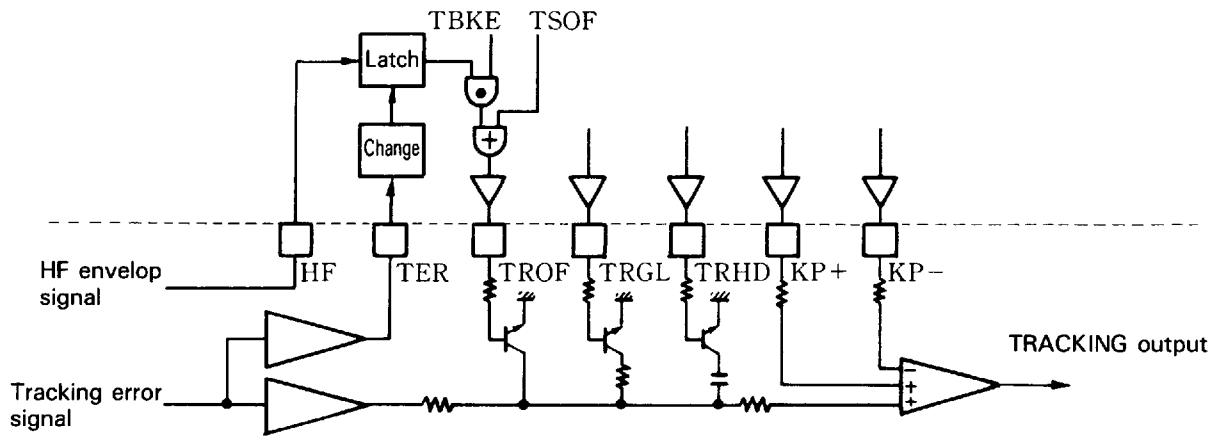 TBKE TSOF
Latch
Change
HF envelop
signal
HF TER TROF TRGL TRHD KP+ KP−
TRACKING output
Tracking error
signal